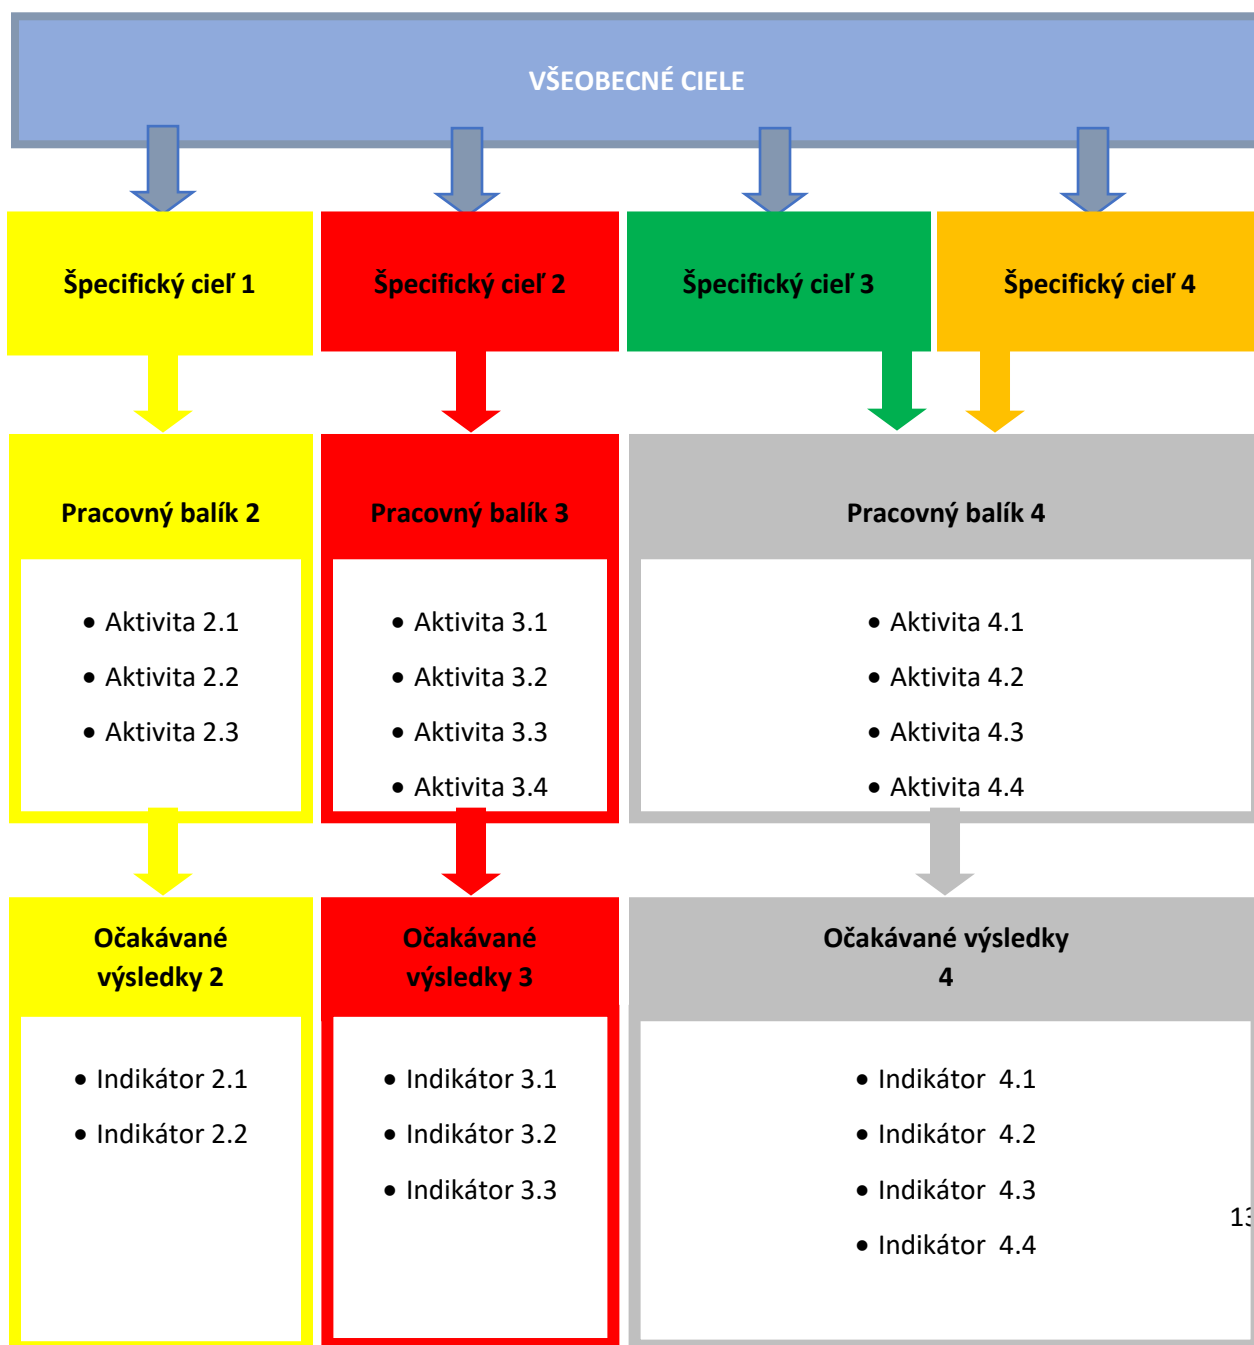 VŠEOBECNÉ CIELE
Špecifický cieľ 1
Špecifický cieľ 2
Špecifický cieľ 3
Špecifický cieľ 4
Pracovný balík 2
Pracovný balík 3
Pracovný balík 4
• Aktivita 2.1
• Aktivita 2.2
• Aktivita 2.3
• Aktivita 3.1
• Aktivita 3.2
• Aktivita 3.3
• Aktivita 3.4
• Aktivita 4.1
• Aktivita 4.2
• Aktivita 4.3
• Aktivita 4.4
Očakávané
výsledky 2
Očakávané
výsledky 3
Očakávané výsledky
4
• Indikátor 2.1
• Indikátor 2.2
• Indikátor 3.1
• Indikátor 3.2
• Indikátor 3.3
• Indikátor 4.1
• Indikátor 4.2
• Indikátor 4.3
• Indikátor 4.4